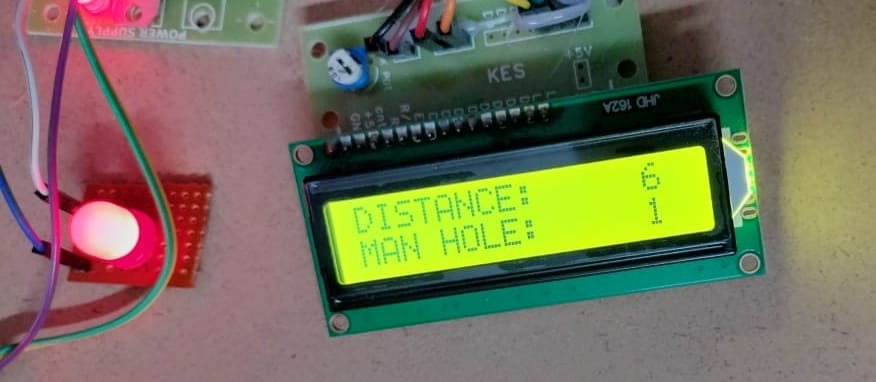 POWER SUPPLY
KES
+5V
JHD 162A
DISTANCE: 6
MAN HOLE: 1